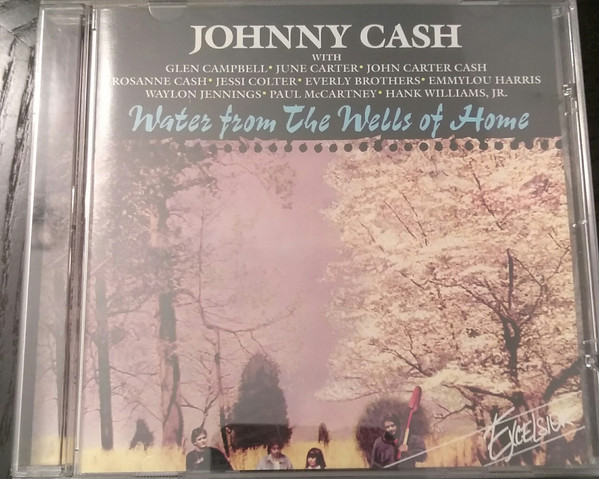 JOHNNY CASH
WITH
GLEN CAMPBELL • JUNE CARTER • JOHN CARTER CASH
ROSANNE CASH • JESSI COLTER • EVERLY BROTHERS • EMMYLOU HARRIS
WAYLON JENNINGS • PAUL McCARTNEY • HANK WILLIAMS, JR.
Water from The Wells of Home
EXCELSIOR